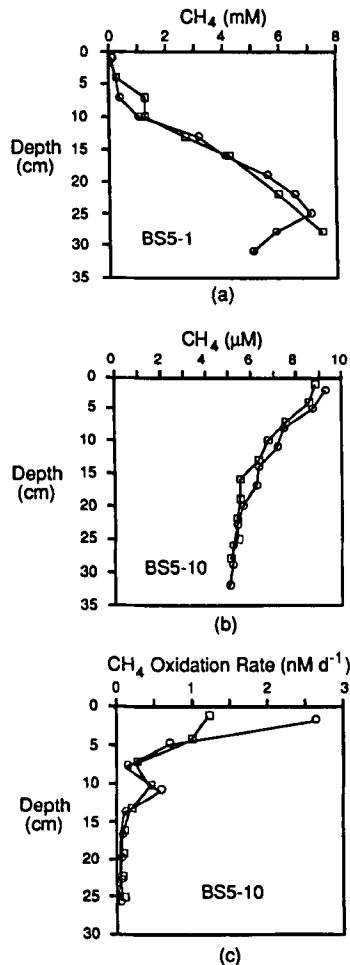 CH4 (mM)
0 2 4 6 8
0
5
10
15
20
25
30
35
Depth
(cm)
BS5-1
(a)
CH4 (μM)
0 2 4 6 8 10
0
5
10
15
20
25
30
35
Depth
(cm)
BS5-10
(b)
CH4 Oxidation Rate (nM d-1)
0 1 2 3
0
5
10
15
20
25
30
Depth
(cm)
BS5-10
(c)